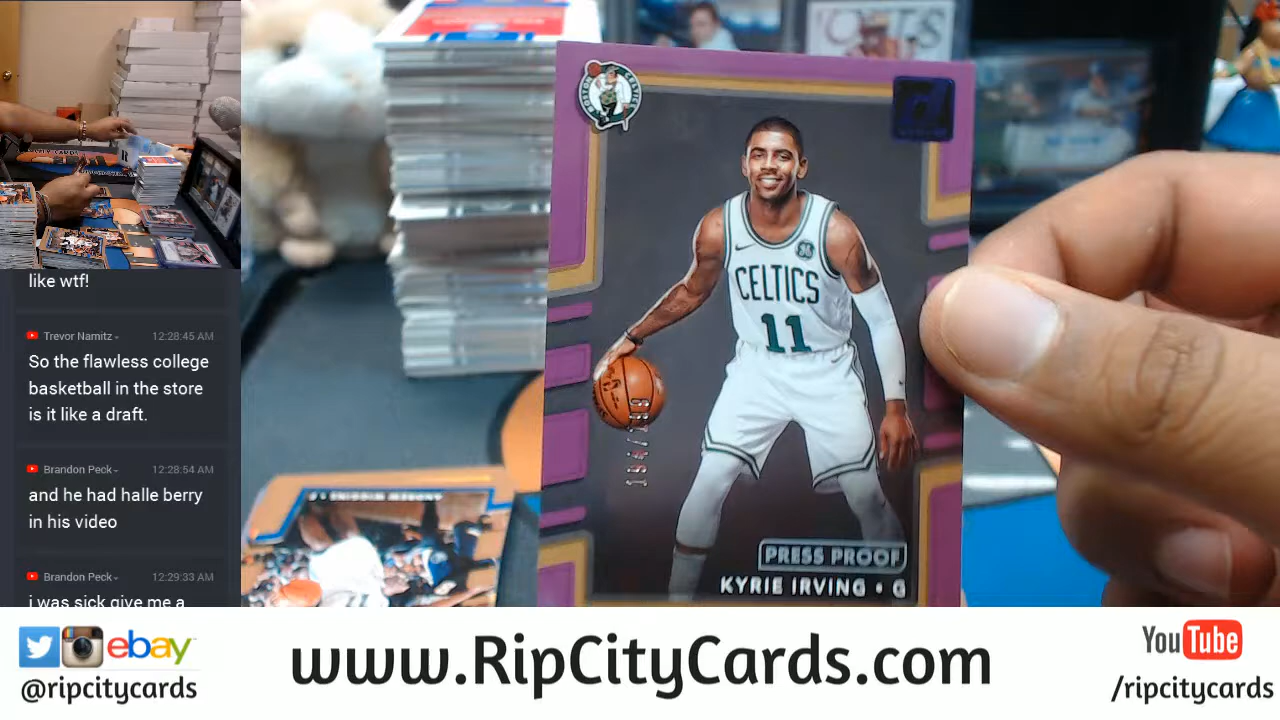 like wtf!
Trevor Namitz
12:28:45 AM
So the flawless college
basketball in the store
is it like a draft.
Brandon Peck
12:28:54 AM
and he had halle berry
in his video
Brandon Peck
12:29:33 AM
i was sick give me a
BOSTON CELTICS
CELTICS
11
PRESS PROOF
KYRIE IRVING • G
ebay
@ripcitycards
www.RipCityCards.com
YouTube
/ripcitycards